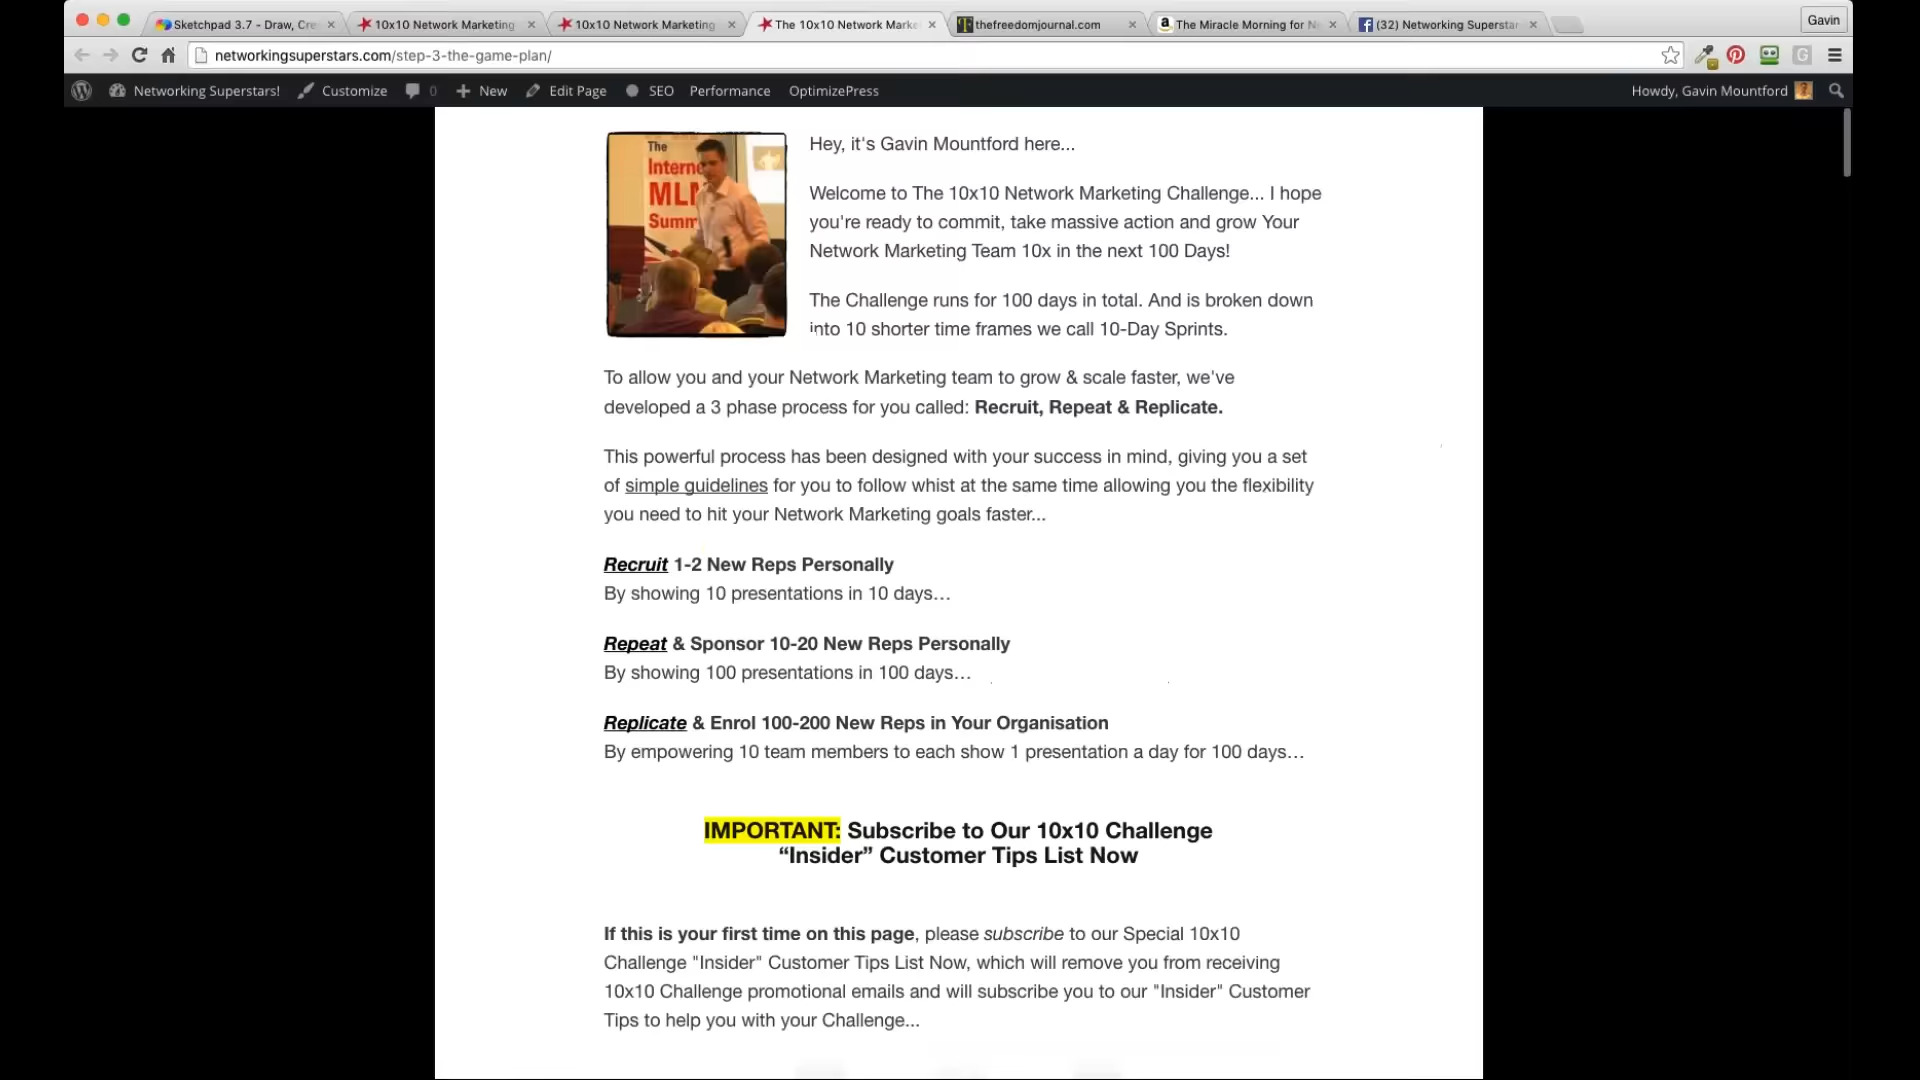 Sketchpad 3.7 - Draw, Cre
10x10 Network Marketing
10x10 Network Marketing
The 10x10 Network Marke
thefreedomjournal.com
The Miracle Morning for N
(32) Networking Superstar
Gavin
networkingsuperstars.com/step-3-the-game-plan/
Networking Superstars!
Customize
0
New
Edit Page
SEO
Performance
OptimizePress
Howdy, Gavin Mountford
The
Interne
MLM
Summ
Hey, it's Gavin Mountford here...
Welcome to The 10x10 Network Marketing Challenge... I hope
you're ready to commit, take massive action and grow Your
Network Marketing Team 10x in the next 100 Days!
The Challenge runs for 100 days in total. And is broken down
into 10 shorter time frames we call 10-Day Sprints.
To allow you and your Network Marketing team to grow & scale faster, we've
developed a 3 phase process for you called: Recruit, Repeat & Replicate.
This powerful process has been designed with your success in mind, giving you a set
of simple guidelines for you to follow whist at the same time allowing you the flexibility
you need to hit your Network Marketing goals faster...
Recruit 1-2 New Reps Personally
By showing 10 presentations in 10 days…
Repeat & Sponsor 10-20 New Reps Personally
By showing 100 presentations in 100 days…
Replicate & Enrol 100-200 New Reps in Your Organisation
By empowering 10 team members to each show 1 presentation a day for 100 days…
IMPORTANT: Subscribe to Our 10x10 Challenge
“Insider” Customer Tips List Now
If this is your first time on this page, please subscribe to our Special 10x10
Challenge "Insider" Customer Tips List Now, which will remove you from receiving
10x10 Challenge promotional emails and will subscribe you to our "Insider" Customer
Tips to help you with your Challenge...